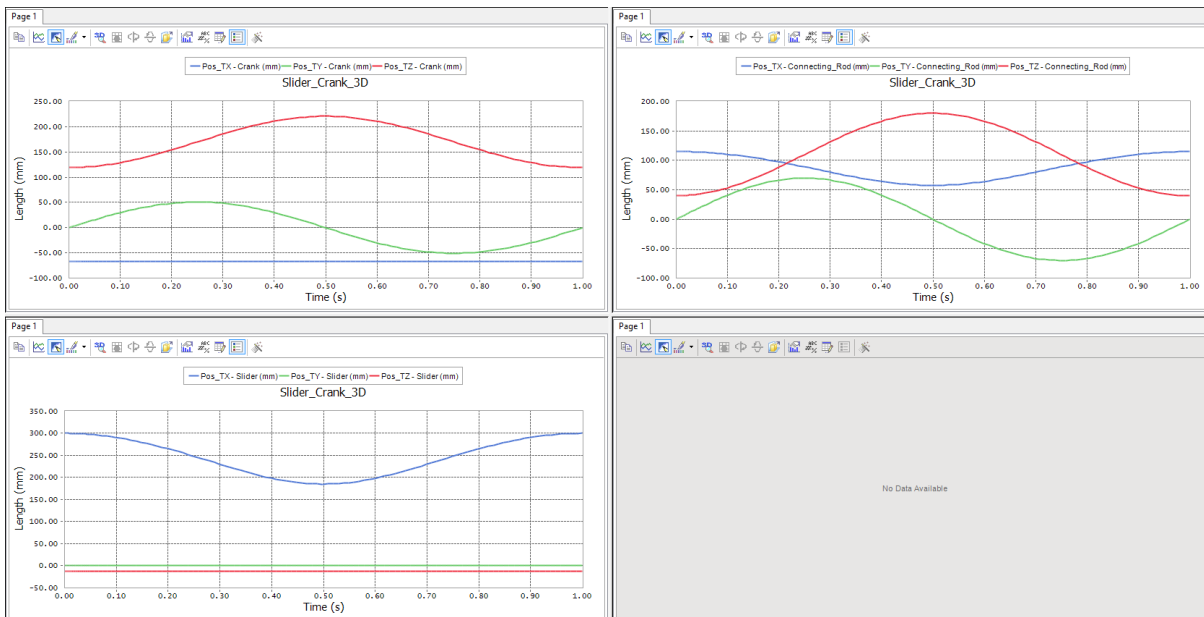 Page 1
Pos_TX - Crank (mm) Pos_TY - Crank (mm) Pos_TZ - Crank (mm)
Slider_Crank_3D
250.00
200.00
150.00
100.00
50.00
0.00
-50.00
-100.00
Length (mm)
0.00 0.10 0.20 0.30 0.40 0.50 0.60 0.70 0.80 0.90 1.00
Time (s)
Page 1
Pos_TX - Connecting_Rod (mm) Pos_TY - Connecting_Rod (mm) Pos_TZ - Connecting_Rod (mm)
Slider_Crank_3D
200.00
150.00
100.00
50.00
0.00
-50.00
-100.00
Length (mm)
0.00 0.10 0.20 0.30 0.40 0.50 0.60 0.70 0.80 0.90 1.00
Time (s)
Page 1
Pos_TX - Slider (mm) Pos_TY - Slider (mm) Pos_TZ - Slider (mm)
Slider_Crank_3D
350.00
300.00
250.00
200.00
150.00
100.00
50.00
0.00
-50.00
Length (mm)
0.00 0.10 0.20 0.30 0.40 0.50 0.60 0.70 0.80 0.90 1.00
Time (s)
Page 1
No Data Available